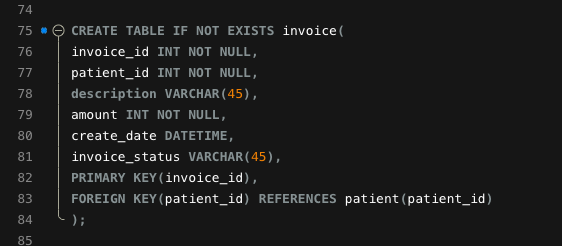 74
75 CREATE TABLE IF NOT EXISTS invoice(
76 invoice_id INT NOT NULL,
77 patient_id INT NOT NULL,
78 description VARCHAR(45),
79 amount INT NOT NULL,
80 create_date DATETIME,
81 invoice_status VARCHAR(45),
82 PRIMARY KEY(invoice_id),
83 FOREIGN KEY(patient_id) REFERENCES patient(patient_id)
84 );
85